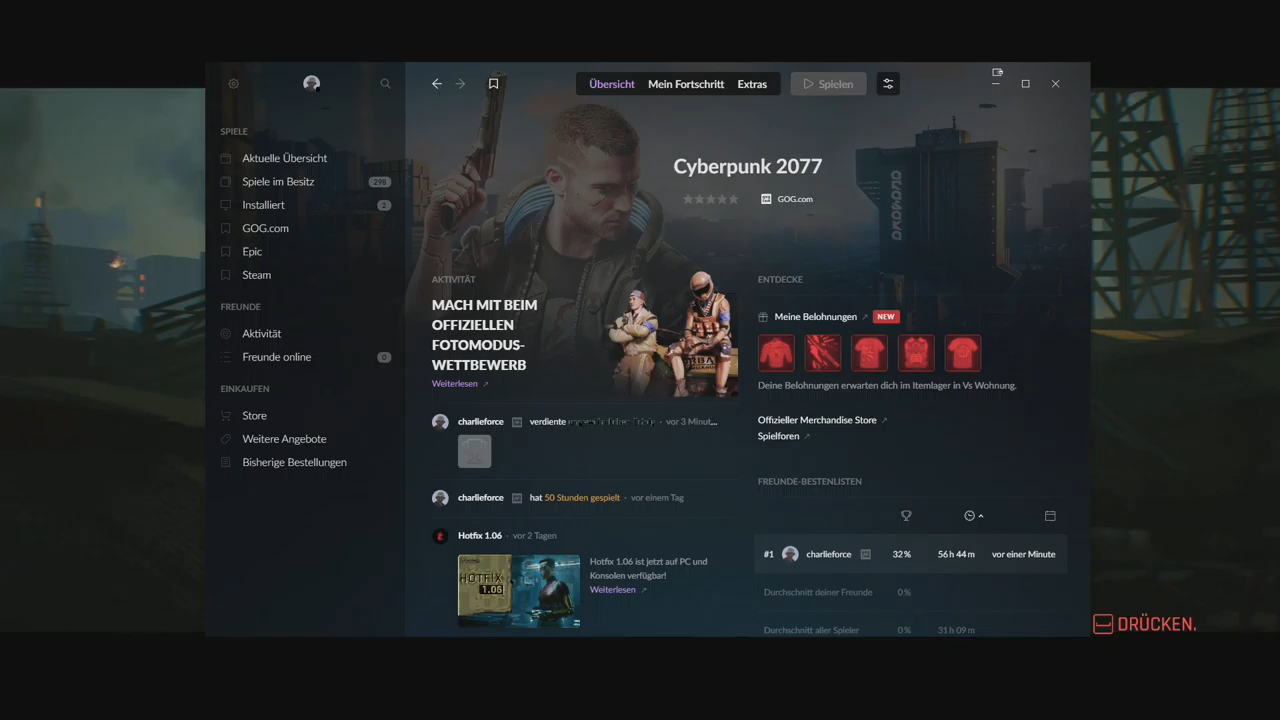 Übersicht
Mein Fortschritt
Extras
Spielen
SPIELE
Aktuelle Übersicht
Spiele im Besitz 298
Installiert 2
GOG.com
Epic
Steam
FREUNDE
Aktivität
Freunde online 0
EINKAUFEN
Store
Weitere Angebote
Bisherige Bestellungen
Cyberpunk 2077
GOG.com
AKTIVITÄT
MACH MIT BEIM
OFFIZIELLEN
FOTOMODUS-
WETTBEWERB
Weiterlesen
charlieforce verdiente · vor 3 Minut...
charlieforce hat 50 Stunden gespielt · vor einem Tag
Hotfix 1.06 · vor 2 Tagen
HOTFIX
1.06
Hotfix 1.06 ist jetzt auf PC und
Konsolen verfügbar!
Weiterlesen
ENTDECKE
Meine Belohnungen NEW
Deine Belohnungen erwarten dich im Itemlager in Vs Wohnung.
Offizieller Merchandise Store
Spielforen
FREUNDE-BESTENLISTEN
#1 charlieforce 32% 56 h 44 m vor einer Minute
Durchschnitt deiner Freunde 0%
Durchschnitt aller Spieler 0% 31 h 09 m
DRÜCKEN.